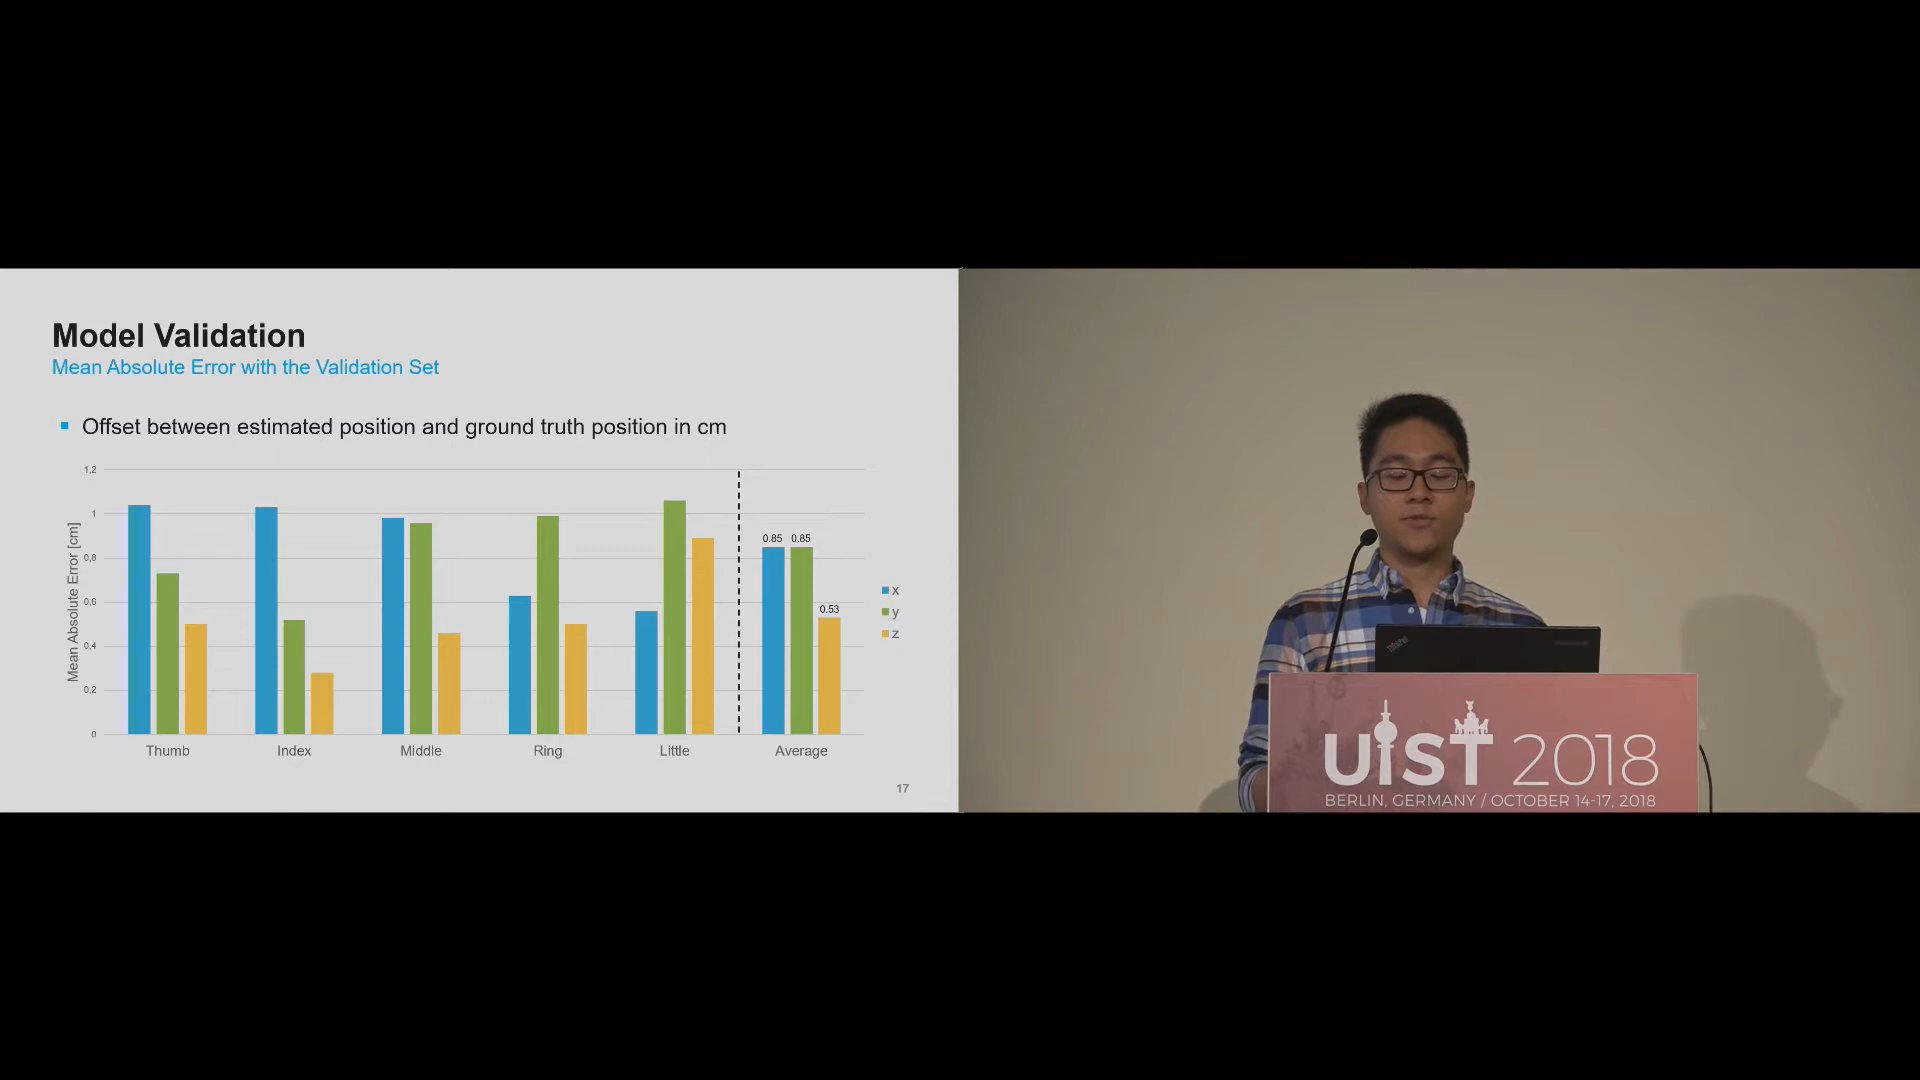 Model Validation
Mean Absolute Error with the Validation Set
Offset between estimated position and ground truth position in cm
Mean Absolute Error [cm]
1,2
1
0,8
0,6
0,4
0,2
0
0.85 0.85
0.53
x
y
z
Thumb Index Middle Ring Little Average
17
UIST 2018
BERLIN, GERMANY / OCTOBER 14-17, 2018